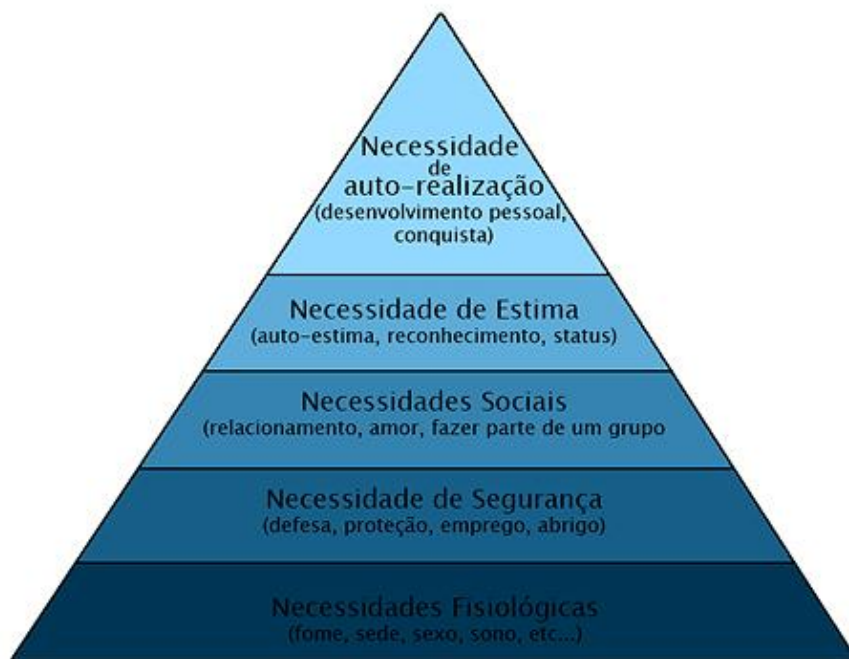 Necessidade
de
auto-realização
(desenvolvimento pessoal,
conquista)
Necessidade de Estima
(auto-estima, reconhecimento, status)
Necessidades Sociais
(relacionamento, amor, fazer parte de um grupo
Necessidade de Segurança
(defesa, proteção, emprego, abrigo)
Necessidades Fisiológicas
(fome, sede, sexo, sono, etc...)